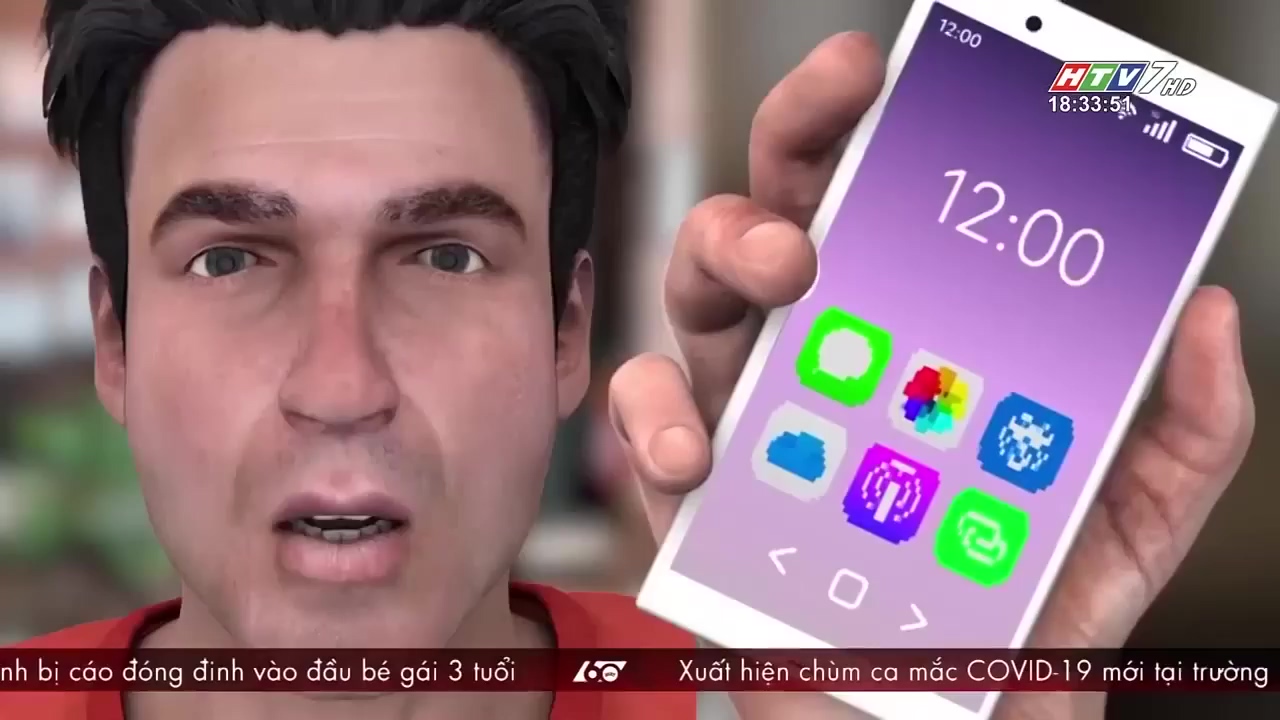 12:00
HTV7 HD
18:33:51
12:00
nh bị cáo đóng đinh vào đầu bé gái 3 tuổi 60 Xuất hiện chùm ca mắc COVID-19 mới tại trường